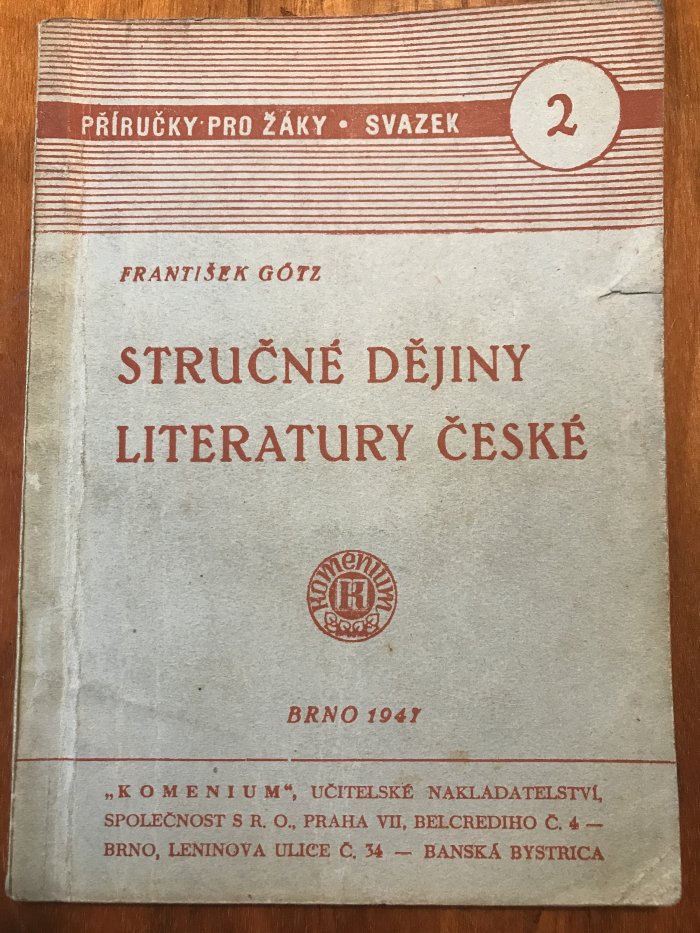 PŘÍRUČKY PRO ŽÁKY • SVAZEK 2
FRANTIŠEK GÖTZ
STRUČNÉ DĚJINY
LITERATURY ČESKÉ
Komenium
K
BRNO 1947
„KOMENIUM“, UČITELSKÉ NAKLADATELSTVÍ,
SPOLEČNOST S R. O., PRAHA VII, BELCREDIHO Č. 4 —
BRNO, LENINOVA ULICE Č. 34 — BANSKÁ BYSTRICA